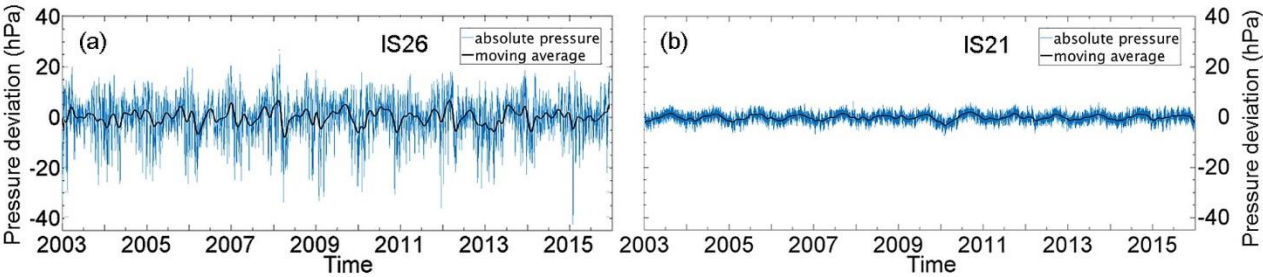 Pressure deviation (hPa)
40
20
0
-20
-40
(a)
IS26
absolute pressure
moving average
2003
2005
2007
2009
2011
2013
2015
Time
(b)
IS21
absolute pressure
moving average
40
20
0
-20
-40
Pressure deviation (hPa)
2003
2005
2007
2009
2011
2013
2015
Time